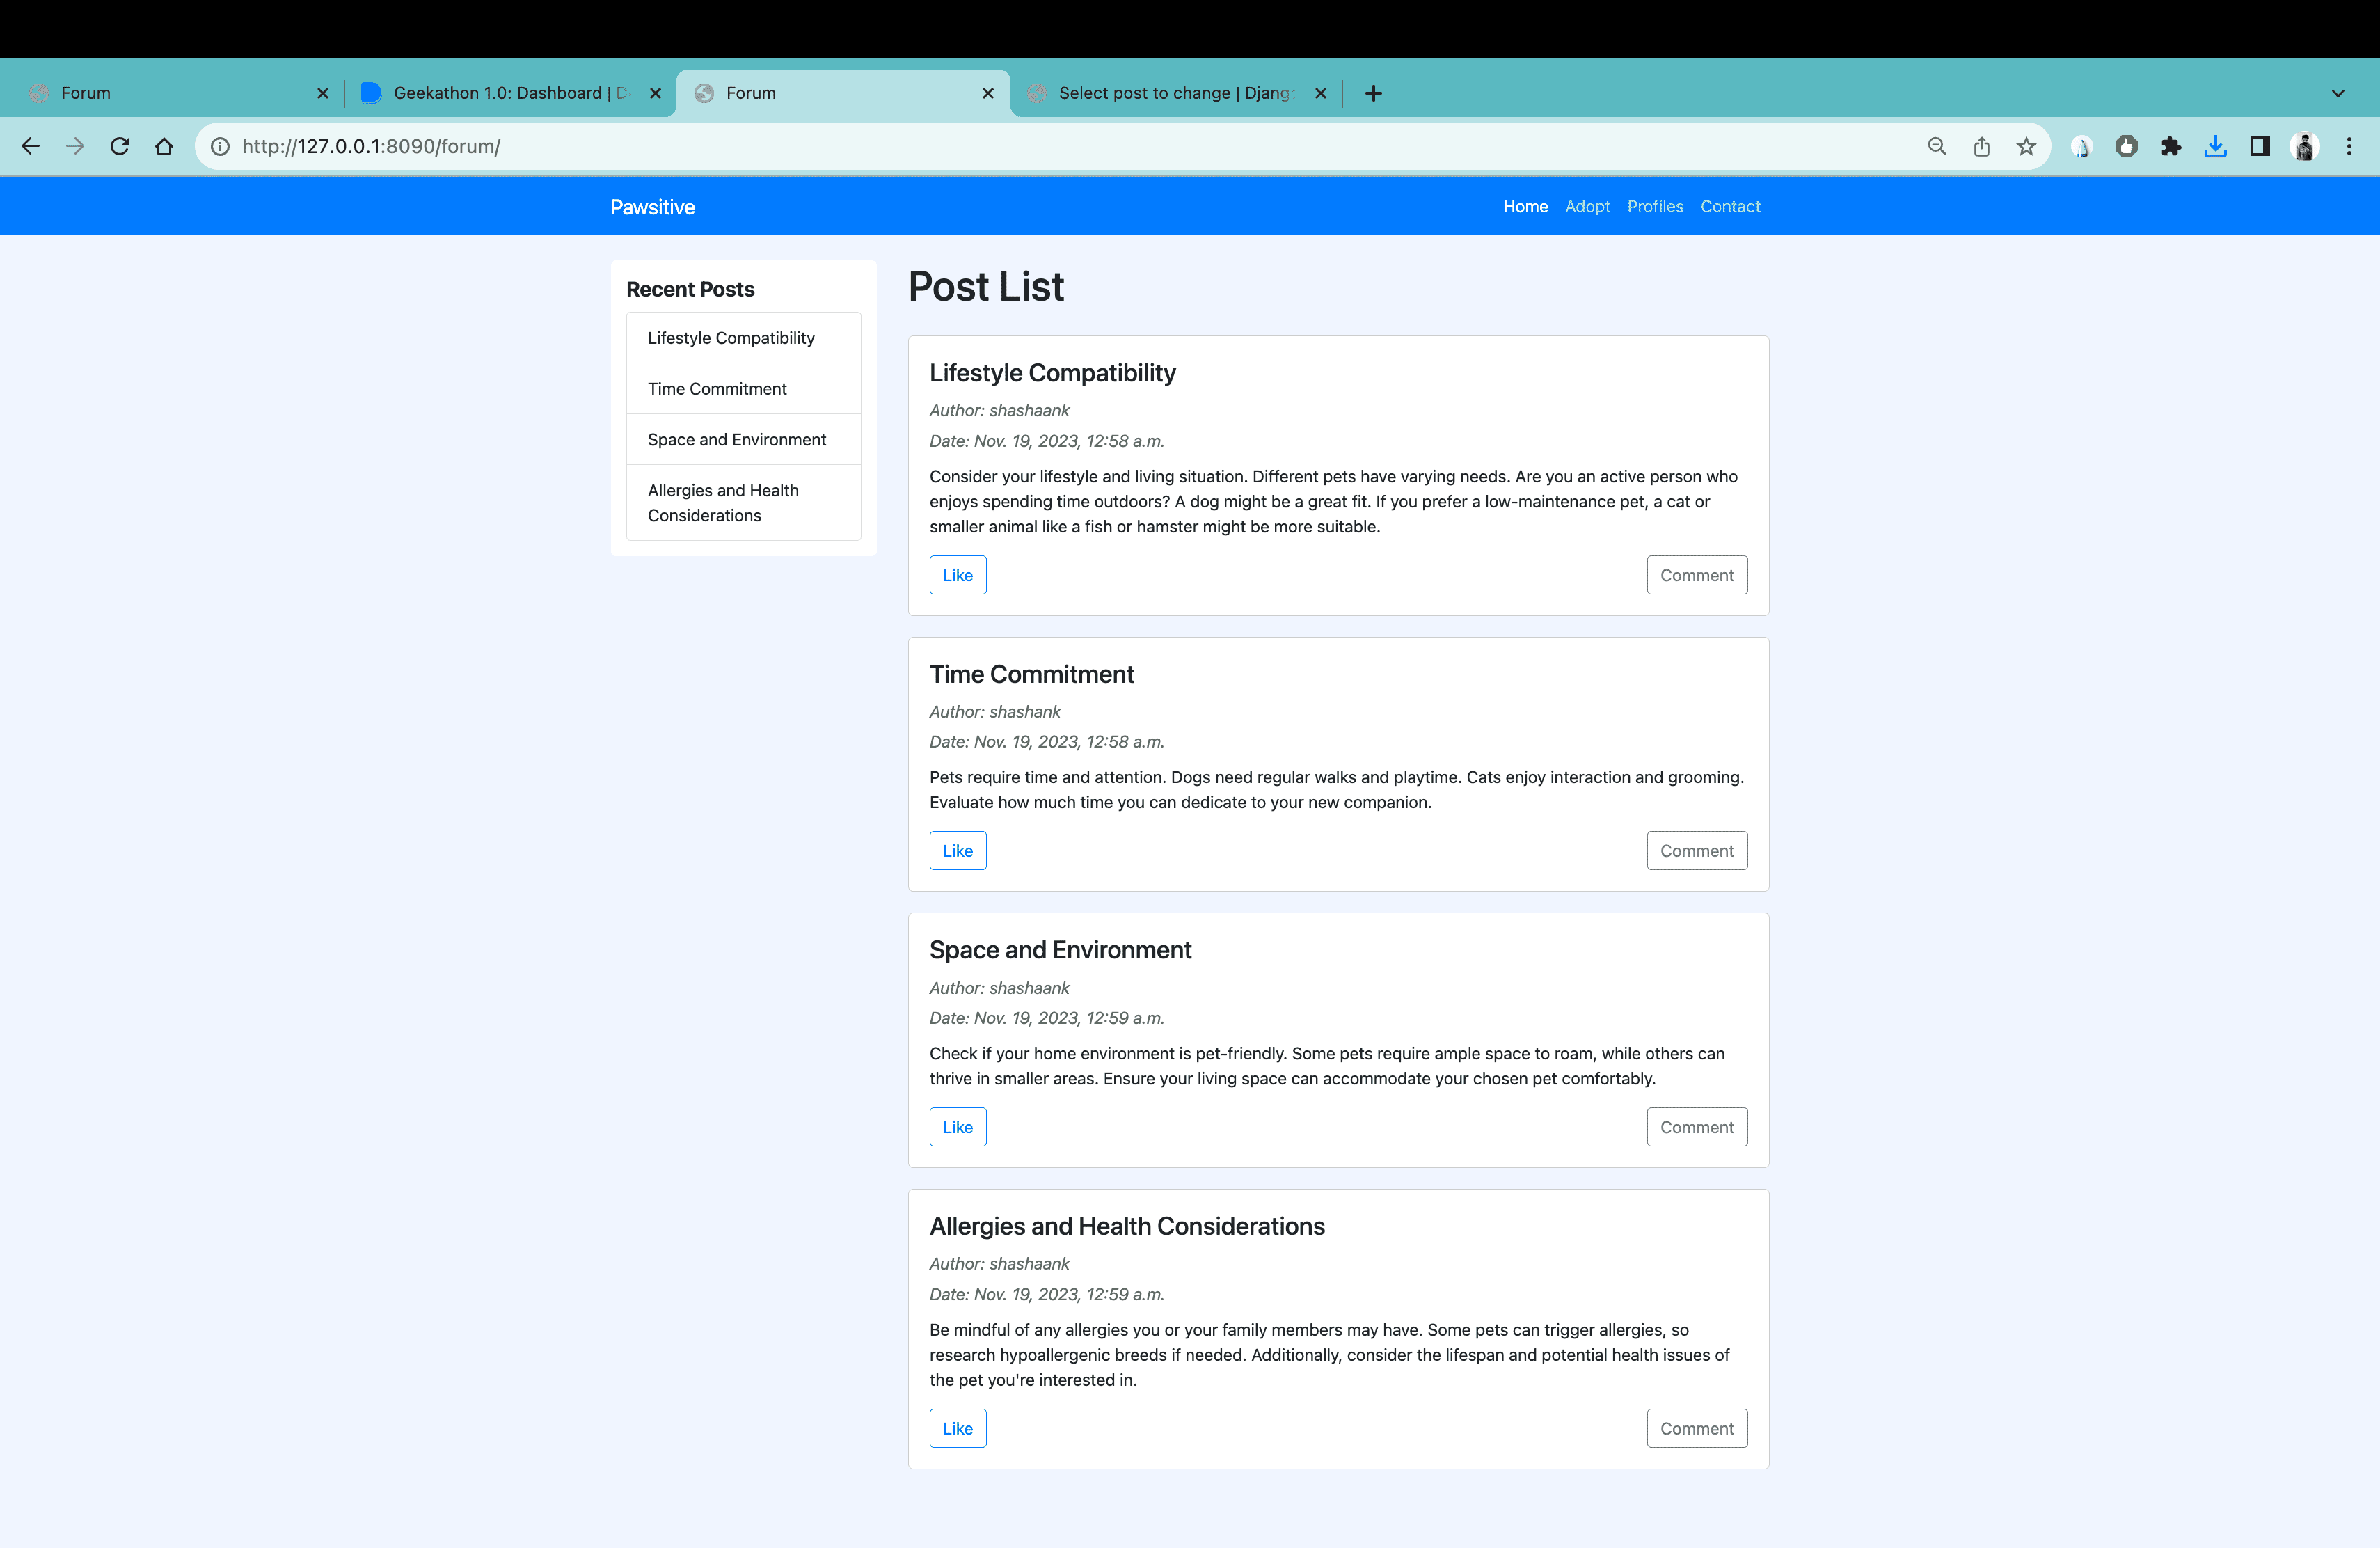 Forum
Geekathon 1.0: Dashboard | D
Forum
Select post to change | Djang
http://127.0.0.1:8090/forum/
Pawsitive
Home Adopt Profiles Contact
Recent Posts
Lifestyle Compatibility
Time Commitment
Space and Environment
Allergies and Health
Considerations
Post List
Lifestyle Compatibility
Author: shashaank
Date: Nov. 19, 2023, 12:58 a.m.
Consider your lifestyle and living situation. Different pets have varying needs. Are you an active person who
enjoys spending time outdoors? A dog might be a great fit. If you prefer a low-maintenance pet, a cat or
smaller animal like a fish or hamster might be more suitable.
Like Comment
Time Commitment
Author: shashank
Date: Nov. 19, 2023, 12:58 a.m.
Pets require time and attention. Dogs need regular walks and playtime. Cats enjoy interaction and grooming.
Evaluate how much time you can dedicate to your new companion.
Like Comment
Space and Environment
Author: shashaank
Date: Nov. 19, 2023, 12:59 a.m.
Check if your home environment is pet-friendly. Some pets require ample space to roam, while others can
thrive in smaller areas. Ensure your living space can accommodate your chosen pet comfortably.
Like Comment
Allergies and Health Considerations
Author: shashaank
Date: Nov. 19, 2023, 12:59 a.m.
Be mindful of any allergies you or your family members may have. Some pets can trigger allergies, so
research hypoallergenic breeds if needed. Additionally, consider the lifespan and potential health issues of
the pet you're interested in.
Like Comment